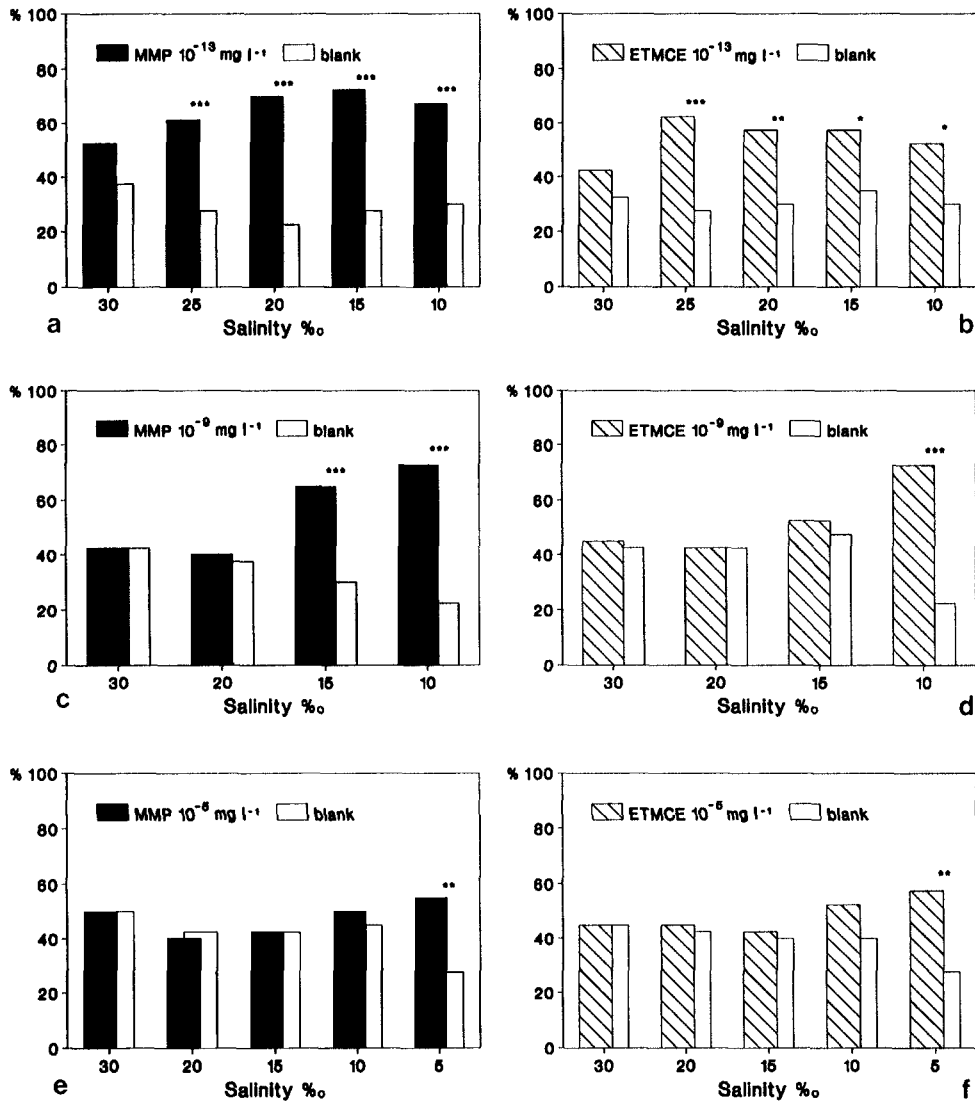 % 100
80
60
40
20
0
MMP 10⁻¹³ mg l⁻¹ blank
*** *** *** ***
30 25 20 15 10
Salinity ‰
a
% 100
80
60
40
20
0
ETMCE 10⁻¹³ mg l⁻¹ blank
*** ** * *
30 25 20 15 10
Salinity ‰
b
% 100
80
60
40
20
0
MMP 10⁻⁹ mg l⁻¹ blank
*** ***
30 20 15 10
Salinity ‰
c
% 100
80
60
40
20
0
ETMCE 10⁻⁹ mg l⁻¹ blank
***
30 20 15 10
Salinity ‰
d
% 100
80
60
40
20
0
MMP 10⁻⁵ mg l⁻¹ blank
**
30 20 15 10 5
Salinity ‰
e
% 100
80
60
40
20
0
ETMCE 10⁻⁵ mg l⁻¹ blank
**
30 20 15 10 5
Salinity ‰
f